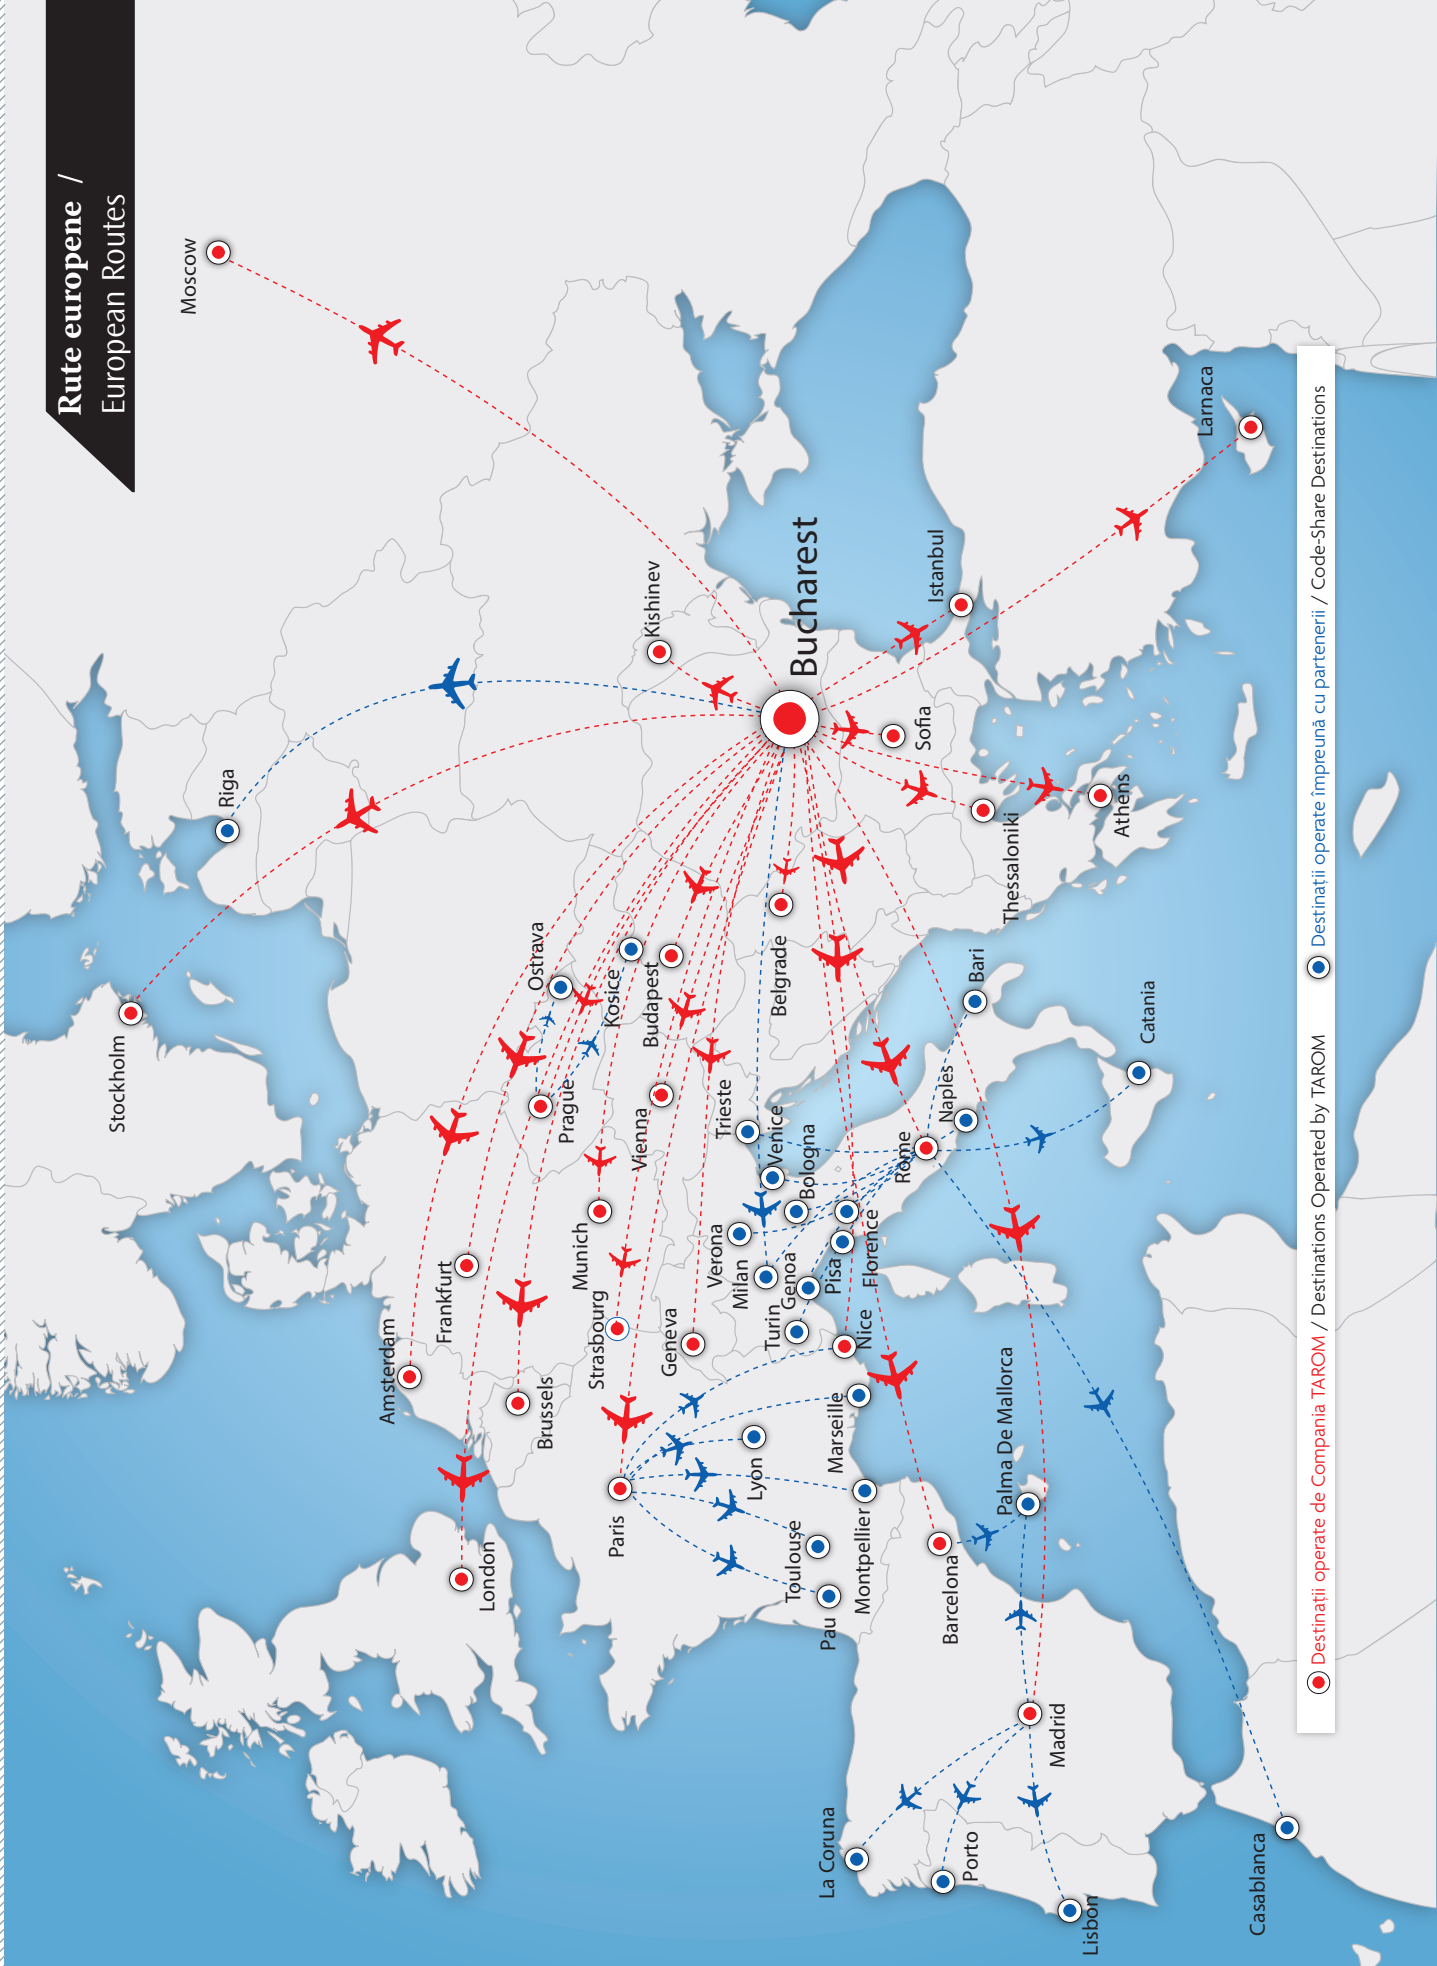 Rute europene /
European Routes
Moscow
Riga
Stockholm
Kishinev
Bucharest
Istanbul
Larnaca
Sofia
Thessaloniki
Athens
Ostrava
Kosice
Budapest
Belgrade
Prague
Vienna
Trieste
Venice
Bologna
Verona
Milan
Genoa
Turin
Pisa
Florence
Rome
Naples
Bari
Catania
Munich
Frankfurt
Strasbourg
Geneva
Nice
Amsterdam
Brussels
London
Paris
Lyon
Marseille
Toulouse
Montpellier
Pau
Barcelona
Palma De Mallorca
Madrid
La Coruna
Porto
Lisbon
Casablanca
Destinații operate de Compania TAROM / Destinations Operated by TAROM
Destinații operate împreună cu partenerii / Code-Share Destinations